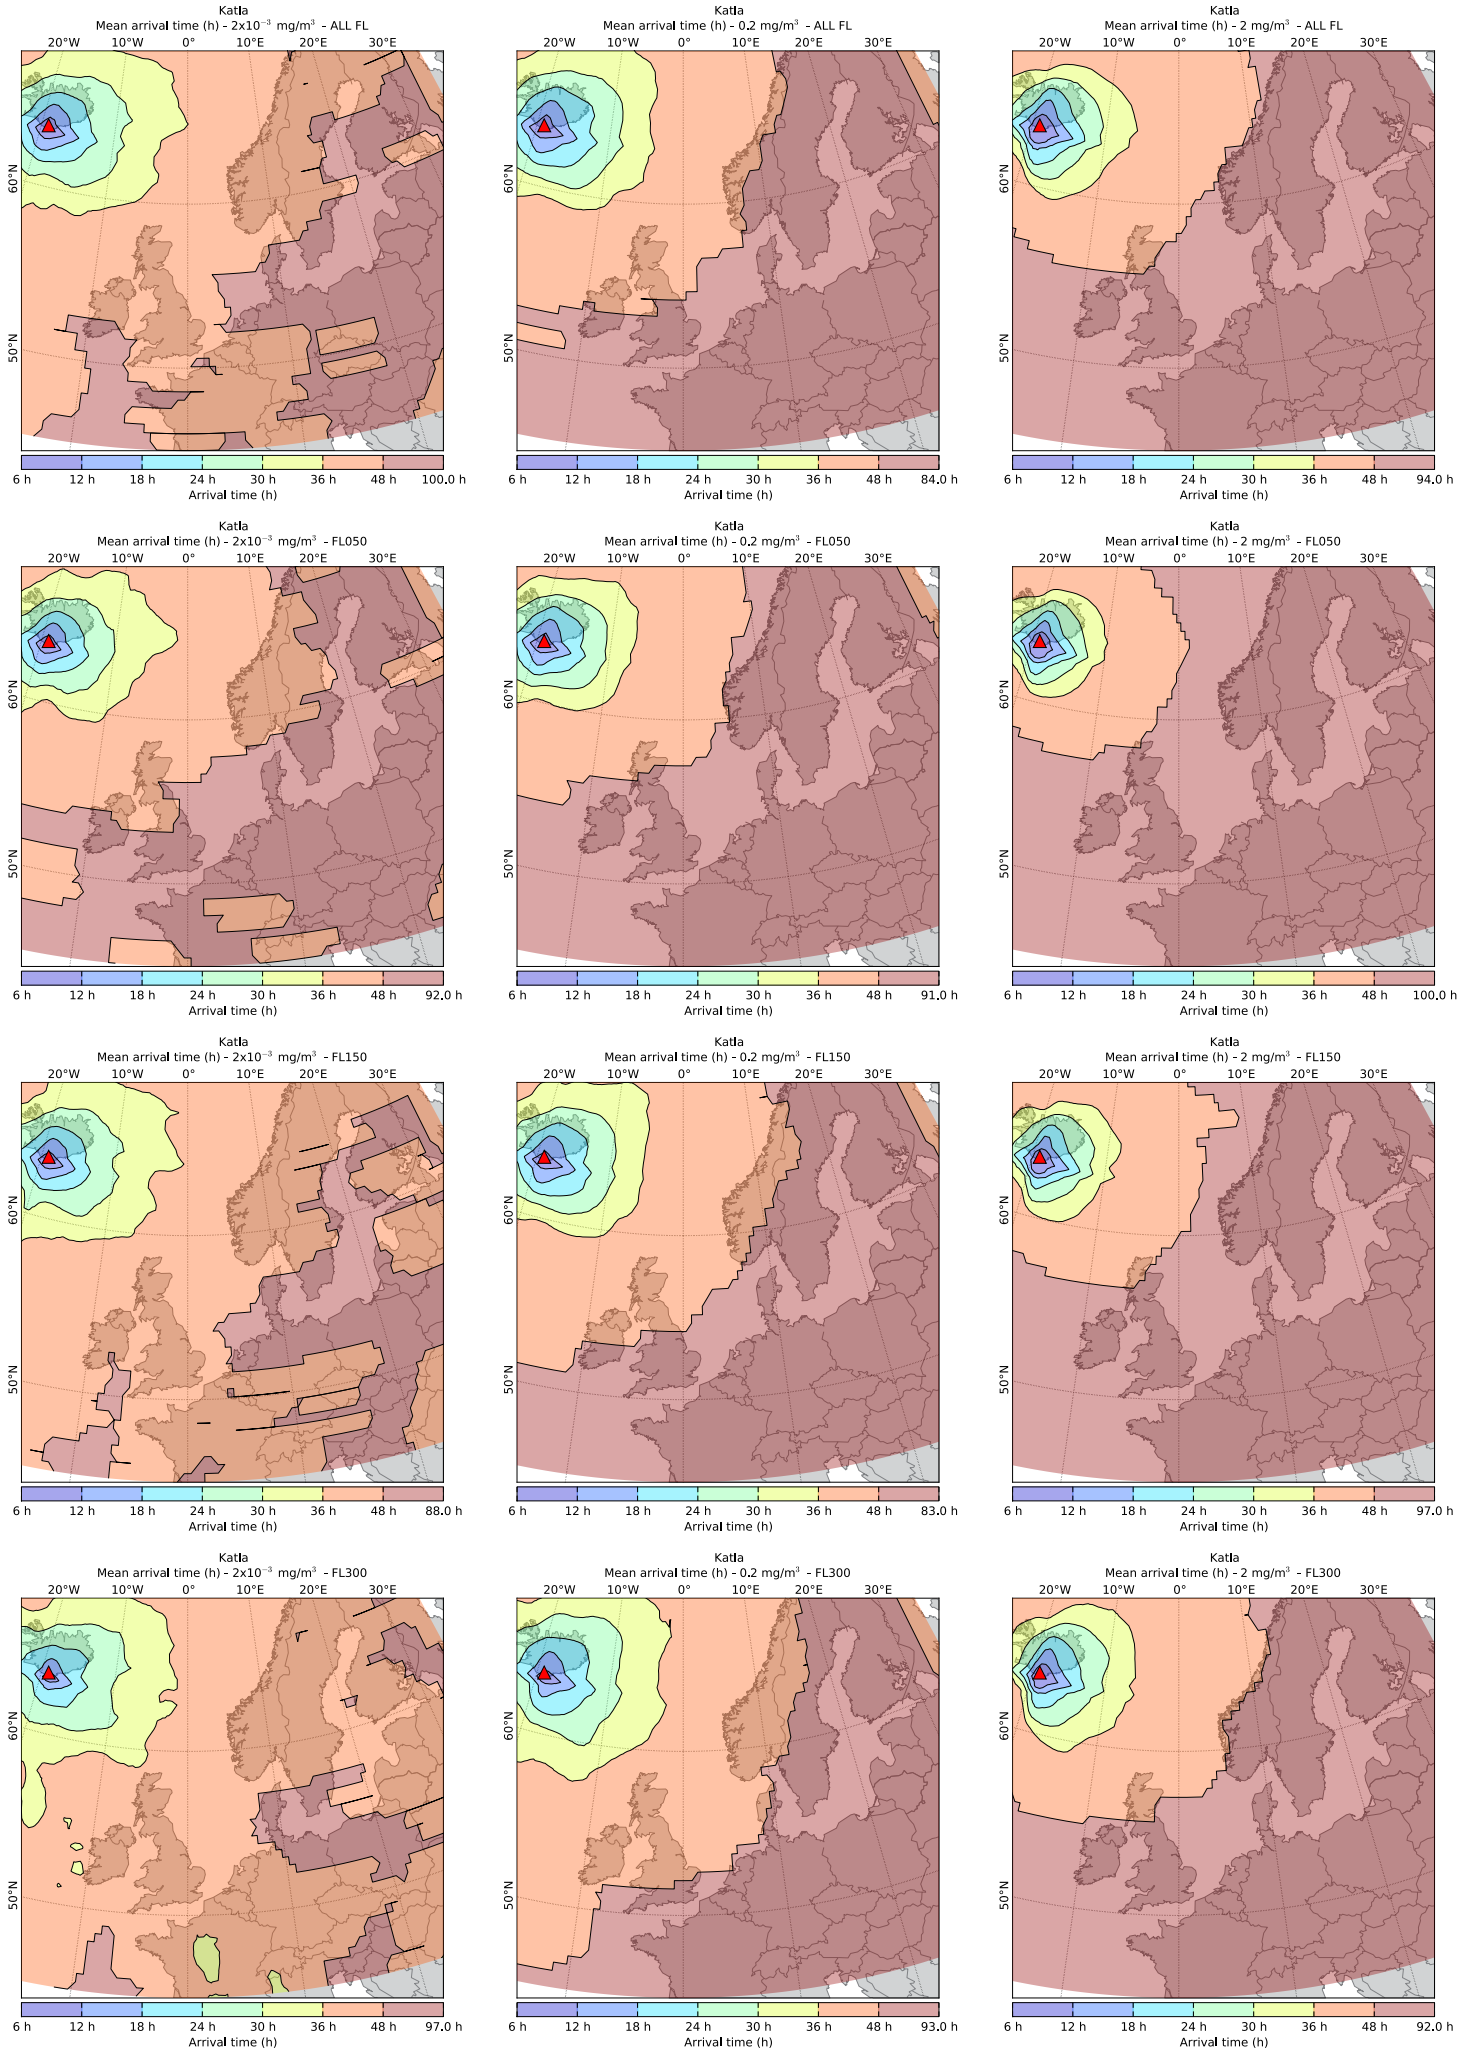 Katla
Mean arrival time (h) - 2x10⁻³ mg/m³ - ALL FL
20°W 10°W 0° 10°E 20°E 30°E
60°N
50°N
6 h 12 h 18 h 24 h 30 h 36 h 48 h 100.0 h
Arrival time (h)
Katla
Mean arrival time (h) - 0.2 mg/m³ - ALL FL
20°W 10°W 0° 10°E 20°E 30°E
60°N
50°N
6 h 12 h 18 h 24 h 30 h 36 h 48 h 84.0 h
Arrival time (h)
Katla
Mean arrival time (h) - 2 mg/m³ - ALL FL
20°W 10°W 0° 10°E 20°E 30°E
60°N
50°N
6 h 12 h 18 h 24 h 30 h 36 h 48 h 94.0 h
Arrival time (h)
Katla
Mean arrival time (h) - 2x10⁻³ mg/m³ - FL050
20°W 10°W 0° 10°E 20°E 30°E
60°N
50°N
6 h 12 h 18 h 24 h 30 h 36 h 48 h 92.0 h
Arrival time (h)
Katla
Mean arrival time (h) - 0.2 mg/m³ - FL050
20°W 10°W 0° 10°E 20°E 30°E
60°N
50°N
6 h 12 h 18 h 24 h 30 h 36 h 48 h 91.0 h
Arrival time (h)
Katla
Mean arrival time (h) - 2 mg/m³ - FL050
20°W 10°W 0° 10°E 20°E 30°E
60°N
50°N
6 h 12 h 18 h 24 h 30 h 36 h 48 h 100.0 h
Arrival time (h)
Katla
Mean arrival time (h) - 2x10⁻³ mg/m³ - FL150
20°W 10°W 0° 10°E 20°E 30°E
60°N
50°N
6 h 12 h 18 h 24 h 30 h 36 h 48 h 88.0 h
Arrival time (h)
Katla
Mean arrival time (h) - 0.2 mg/m³ - FL150
20°W 10°W 0° 10°E 20°E 30°E
60°N
50°N
6 h 12 h 18 h 24 h 30 h 36 h 48 h 83.0 h
Arrival time (h)
Katla
Mean arrival time (h) - 2 mg/m³ - FL150
20°W 10°W 0° 10°E 20°E 30°E
60°N
50°N
6 h 12 h 18 h 24 h 30 h 36 h 48 h 97.0 h
Arrival time (h)
Katla
Mean arrival time (h) - 2x10⁻³ mg/m³ - FL300
20°W 10°W 0° 10°E 20°E 30°E
60°N
50°N
6 h 12 h 18 h 24 h 30 h 36 h 48 h 97.0 h
Arrival time (h)
Katla
Mean arrival time (h) - 0.2 mg/m³ - FL300
20°W 10°W 0° 10°E 20°E 30°E
60°N
50°N
6 h 12 h 18 h 24 h 30 h 36 h 48 h 93.0 h
Arrival time (h)
Katla
Mean arrival time (h) - 2 mg/m³ - FL300
20°W 10°W 0° 10°E 20°E 30°E
60°N
50°N
6 h 12 h 18 h 24 h 30 h 36 h 48 h 92.0 h
Arrival time (h)